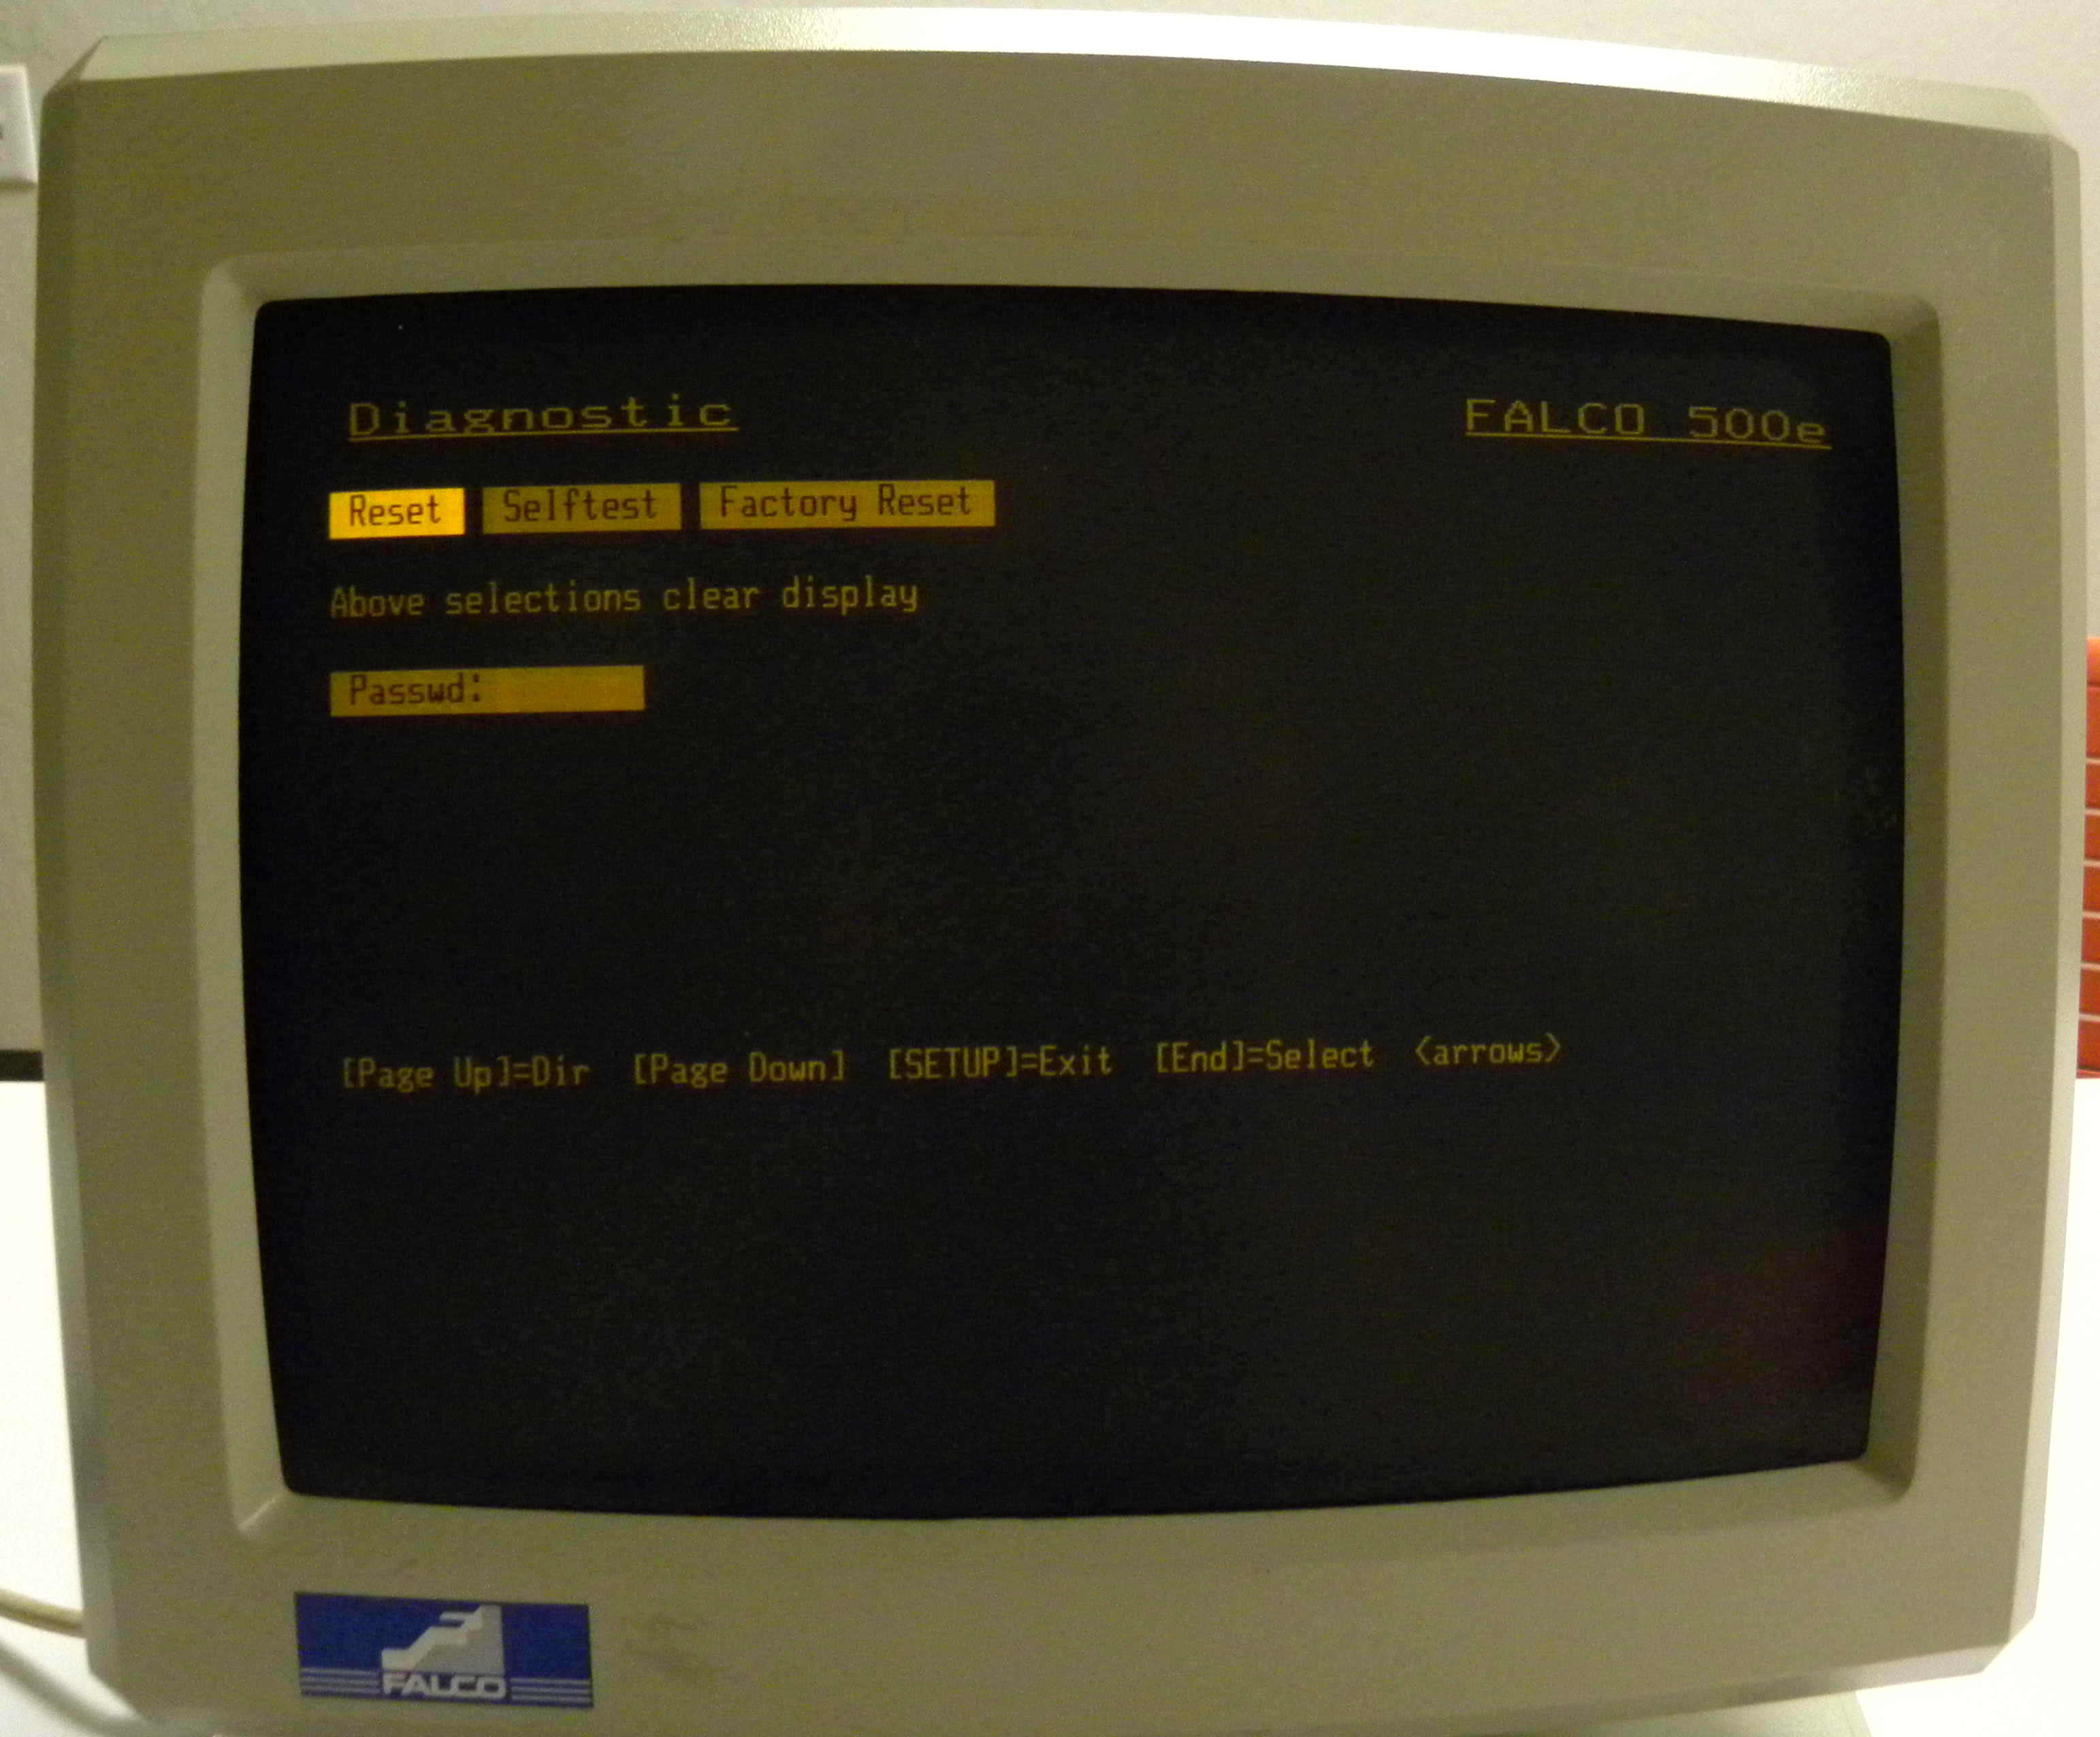 Diagnostic FALCO 500e
Reset Selftest Factory Reset
Above selections clear display
Passwd:
[Page Up]=Dir [Page Down] [SETUP]=Exit [End]=Select <arrows>
FALCO